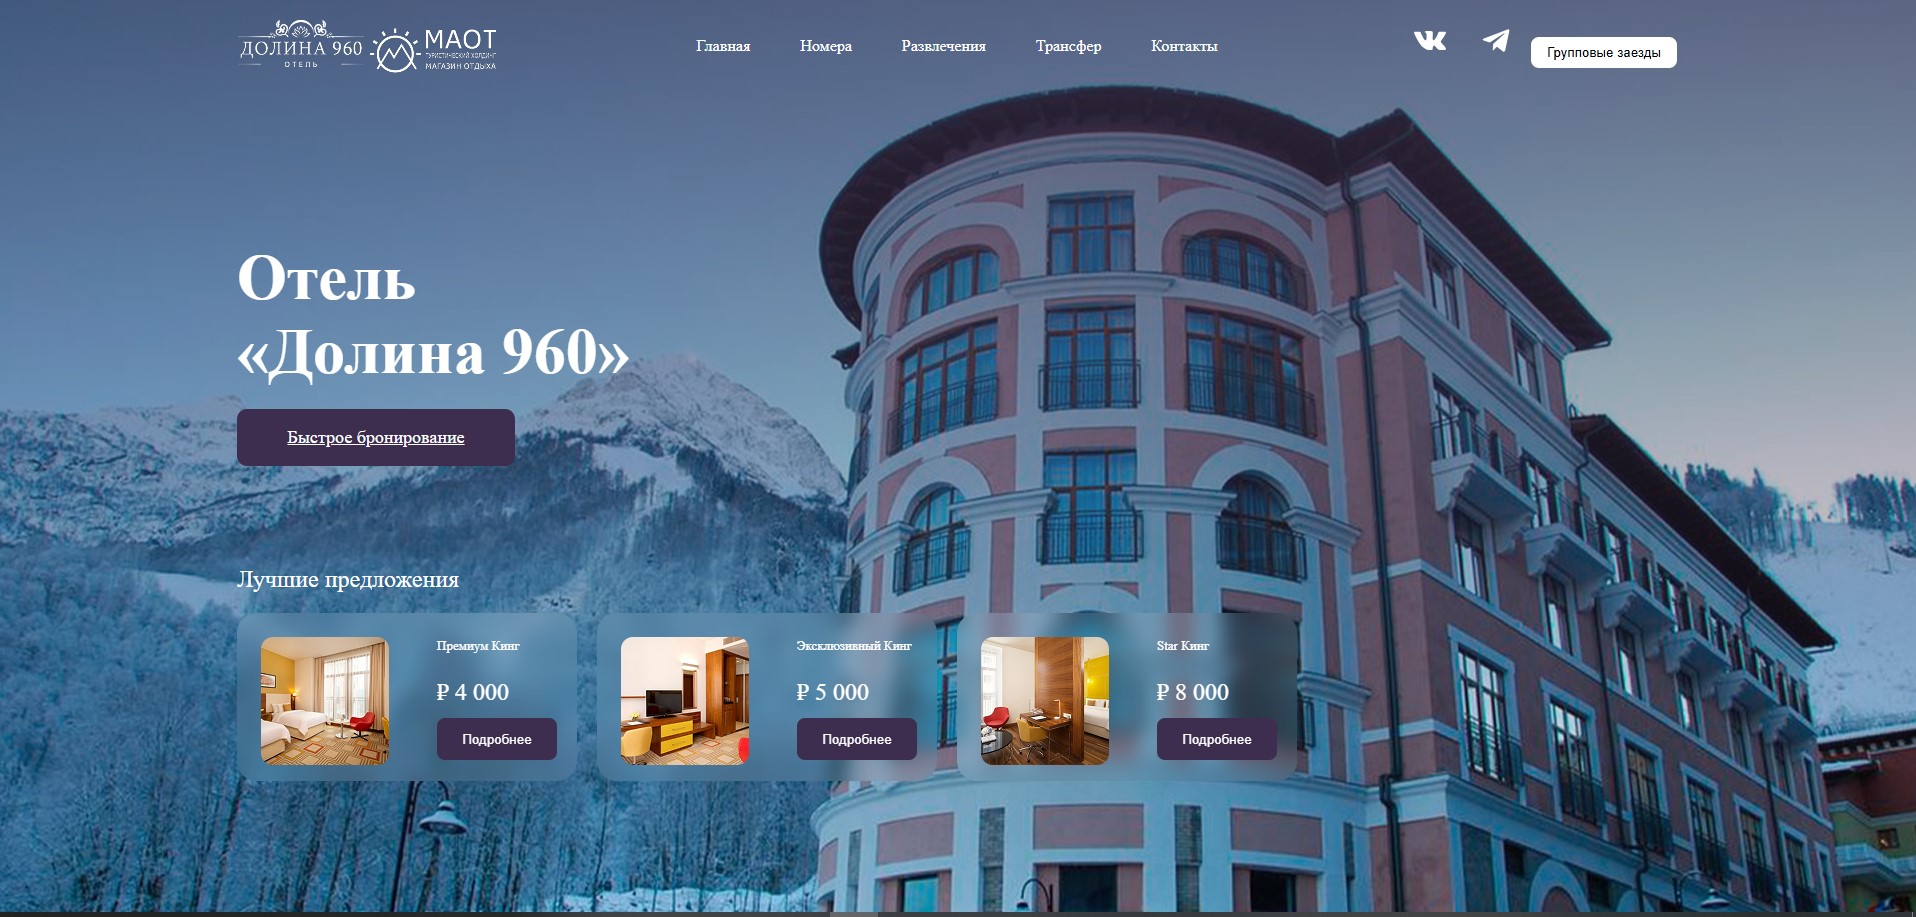 ДОЛИНА 960
ОТЕЛЬ
МАОТ
ТУРИСТИЧЕСКИЙ ХОЛДИНГ
МАГАЗИН ОТДЫХА
Главная
Номера
Развлечения
Трансфер
Контакты
Групповые заезды
Отель
«Долина 960»
Быстрое бронирование
Лучшие предложения
Премиум Кинг
₽ 4 000
Подробнее
Эксклюзивный Кинг
₽ 5 000
Подробнее
Star Кинг
₽ 8 000
Подробнее